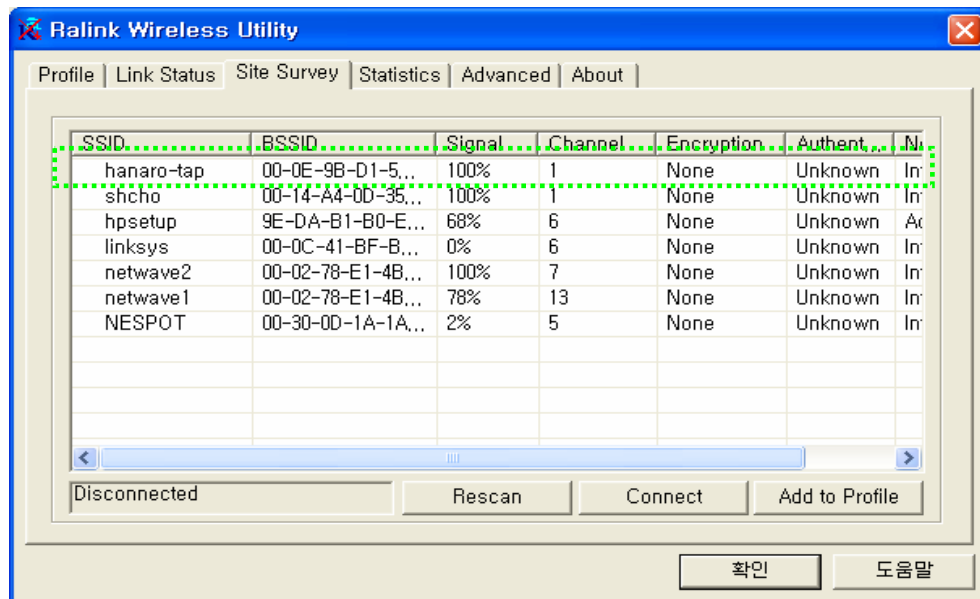 Ralink Wireless Utility
Profile Link Status Site Survey Statistics Advanced About
SSID BSSID Signal Channel Encryption Authent...
hanaro-tap 00-0E-9B-D1-5... 100% 1 None Unknown
shcho 00-14-A4-0D-35... 100% 1 None Unknown
hpsetup 9E-DA-B1-B0-E... 68% 6 None Unknown
linksys 00-0C-41-BF-B... 0% 6 None Unknown
netwave2 00-02-78-E1-4B... 100% 7 None Unknown
netwave1 00-02-78-E1-4B... 78% 13 None Unknown
NESPOT 00-30-0D-1A-1A... 2% 5 None Unknown
Disconnected Rescan Connect Add to Profile
확인 도움말